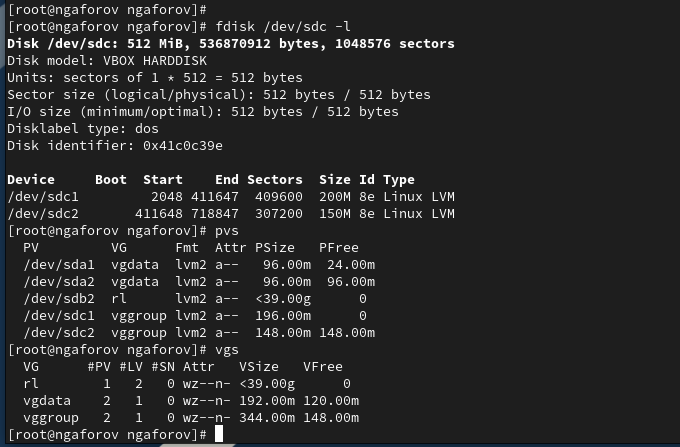 [root@ngaforov ngaforov]#
[root@ngaforov ngaforov]# fdisk /dev/sdc -l
Disk /dev/sdc: 512 MiB, 536870912 bytes, 1048576 sectors
Disk model: VBOX HARDDISK
Units: sectors of 1 * 512 = 512 bytes
Sector size (logical/physical): 512 bytes / 512 bytes
I/O size (minimum/optimal): 512 bytes / 512 bytes
Disklabel type: dos
Disk identifier: 0x41c0c39e
Device     Boot  Start    End Sectors  Size Id Type
/dev/sdc1         2048 411647  409600  200M 8e Linux LVM
/dev/sdc2       411648 718847  307200  150M 8e Linux LVM
[root@ngaforov ngaforov]# pvs
  PV         VG      Fmt  Attr PSize   PFree
  /dev/sda1  vgdata  lvm2 a--   96.00m  24.00m
  /dev/sda2  vgdata  lvm2 a--   96.00m  96.00m
  /dev/sdb2  rl      lvm2 a--  <39.00g      0
  /dev/sdc1  vggroup lvm2 a--  196.00m      0
  /dev/sdc2  vggroup lvm2 a--  148.00m 148.00m
[root@ngaforov ngaforov]# vgs
  VG      #PV #LV #SN Attr   VSize   VFree
  rl        1   2   0 wz--n- <39.00g      0
  vgdata    2   1   0 wz--n- 192.00m 120.00m
  vggroup   2   1   0 wz--n- 344.00m 148.00m
[root@ngaforov ngaforov]#